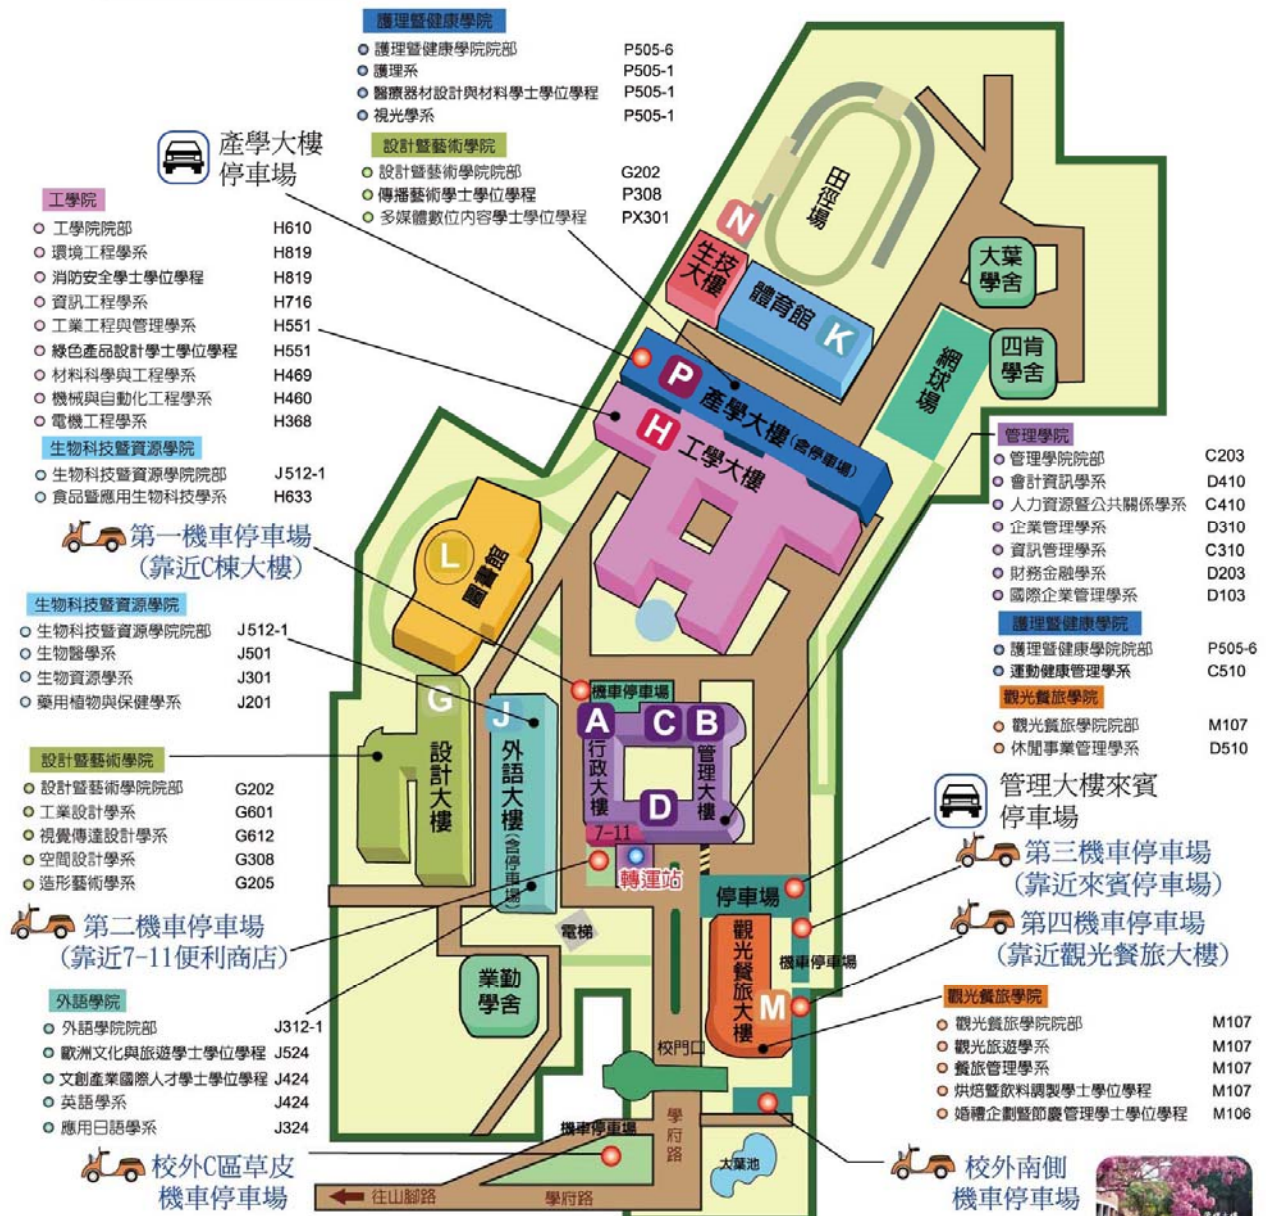 護理暨健康學院
護理暨健康學院院部 P505-6
護理系 P505-1
醫療器材設計與材料學士學位學程 P505-1
視光學系 P505-1
設計暨藝術學院
設計暨藝術學院院部 G202
傳播藝術學士學位學程 P308
多媒體數位內容學士學位學程 PX301
產學大樓
停車場
工學院
工學院院部 H610
環境工程學系 H819
消防安全學士學位學程 H819
資訊工程學系 H716
工業工程與管理學系 H551
綠色產品設計學士學位學程 H551
材料科學與工程學系 H469
機械與自動化工程學系 H460
電機工程學系 H368
生物科技暨資源學院
生物科技暨資源學院院部 J512-1
食品暨應用生物科技學系 H633
第一機車停車場
(靠近C棟大樓)
生物科技暨資源學院
生物科技暨資源學院院部 J512-1
生物醫學系 J501
生物資源學系 J301
藥用植物與保健學系 J201
設計暨藝術學院
設計暨藝術學院院部 G202
工業設計學系 G601
視覺傳達設計學系 G612
空間設計學系 G308
造形藝術學系 G205
第二機車停車場
(靠近7-11便利商店)
外語學院
外語學院院部 J312-1
歐洲文化與旅遊學士學位學程 J524
文創產業國際人才學士學位學程 J424
英語學系 J424
應用日語學系 J324
校外C區草皮
機車停車場
田徑場
N
生技
大樓
體育館
K
大葉
學舍
四肯
學舍
網球場
P
產學大樓(含停車場)
H
工學大樓
L
圖書館
G
設計大樓
J
外語大樓(含停車場)
機車停車場
A
行政大樓
C
B
管理大樓
D
7-11
轉運站
電梯
業勤
學舍
停車場
觀光餐旅大樓
M
機車停車場
校門口
學府路
機車停車場
大葉池
往山腳路
學府路
管理學院
管理學院院部 C203
會計資訊學系 D410
人力資源暨公共關係學系 C410
企業管理學系 D310
資訊管理學系 C310
財務金融學系 D203
國際企業管理學系 D103
護理暨健康學院
護理暨健康學院院部 P505-6
運動健康管理學系 C510
觀光餐旅學院
觀光餐旅學院院部 M107
休閒事業管理學系 D510
管理大樓來賓
停車場
第三機車停車場
(靠近來賓停車場)
第四機車停車場
(靠近觀光餐旅大樓)
觀光餐旅學院
觀光餐旅學院院部 M107
觀光旅遊學系 M107
餐旅管理學系 M107
烘焙暨飲料調製學士學位學程 M107
婚禮企劃暨節慶管理學士學位學程 M106
校外南側
機車停車場